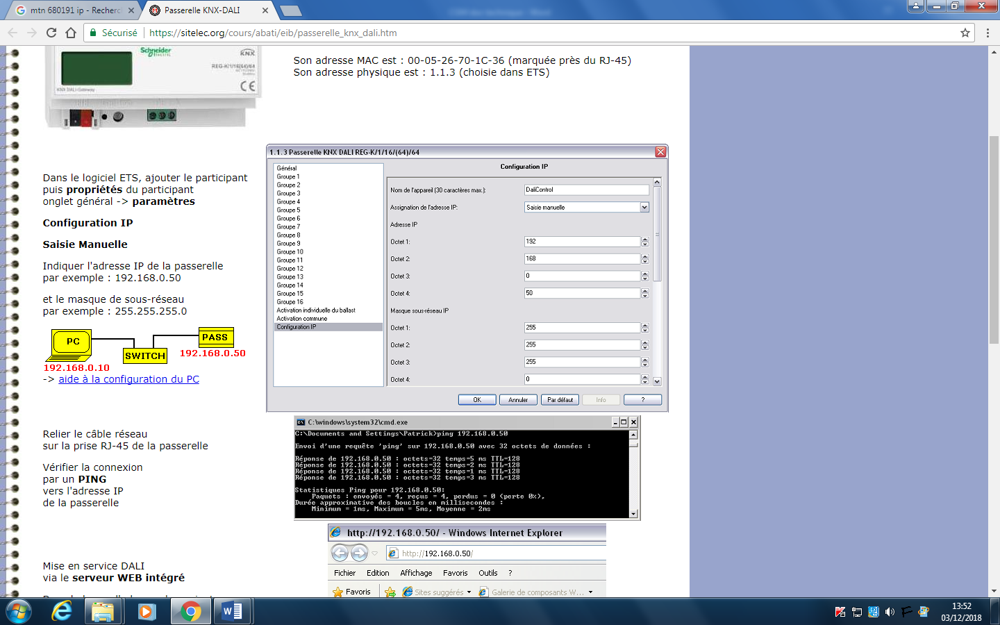 mtn 680191 ip - Recherc
Passerelle KNX-DALI
Sécurisé
https://sitelec.org/cours/abati/eib/passerelle_knx_dali.htm
Schneider
Electric
KNX
REG-K/1/16(64)/64
KNX DALI-Gateway
CE
Son adresse MAC est : 00-05-26-70-1C-36 (marquée près du RJ-45)
Son adresse physique est : 1.1.3 (choisie dans ETS)
Dans le logiciel ETS, ajouter le participant
puis propriétés du participant
onglet général -> paramètres
Configuration IP
Saisie Manuelle
Indiquer l'adresse IP de la passerelle
par exemple : 192.168.0.50
et le masque de sous-réseau
par exemple : 255.255.255.0
PC
SWITCH
PASS
192.168.0.10
192.168.0.50
-> aide à la configuration du PC
1.1.3 Passerelle KNX DALI REG-K/1/16/(64)/64
Général
Groupe 1
Groupe 2
Groupe 3
Groupe 4
Groupe 5
Groupe 6
Groupe 7
Groupe 8
Groupe 9
Groupe 10
Groupe 11
Groupe 12
Groupe 13
Groupe 14
Groupe 15
Groupe 16
Activation individuelle du ballast
Activation commune
Configuration IP
Configuration IP
Nom de l'appareil (30 caractères max.): DaliControl
Assignation de l'adresse IP: Saisie manuelle
Adresse IP
Octet 1: 192
Octet 2: 168
Octet 3: 0
Octet 4: 50
Masque sous-réseau IP
Octet 1: 255
Octet 2: 255
Octet 3: 255
Octet 4: 0
OK Annuler Par défaut Info ?
Relier le câble réseau
sur la prise RJ-45 de la passerelle
Vérifier la connexion
par un PING
vers l'adresse IP
de la passerelle
C:\windows\system32\cmd.exe
C:\Documents and Settings\Patrick>ping 192.168.0.50
Envoi d'une requête 'ping' sur 192.168.0.50 avec 32 octets de données :
Réponse de 192.168.0.50 : octets=32 temps=5 ms TTL=128
Réponse de 192.168.0.50 : octets=32 temps=2 ms TTL=128
Réponse de 192.168.0.50 : octets=32 temps=1 ms TTL=128
Réponse de 192.168.0.50 : octets=32 temps=3 ms TTL=128
Statistiques Ping pour 192.168.0.50:
Paquets : envoyés = 4, reçus = 4, perdus = 0 (perte 0%),
Durée approximative des boucles en millisecondes :
Minimum = 1ms, Maximum = 5ms, Moyenne = 2ms
Mise en service DALI
via le serveur WEB intégré
http://192.168.0.50/ - Windows Internet Explorer
http://192.168.0.50/
Fichier Edition Affichage Favoris Outils ?
Favoris Sites suggérés Galerie de composants W...
13:52
03/12/2018